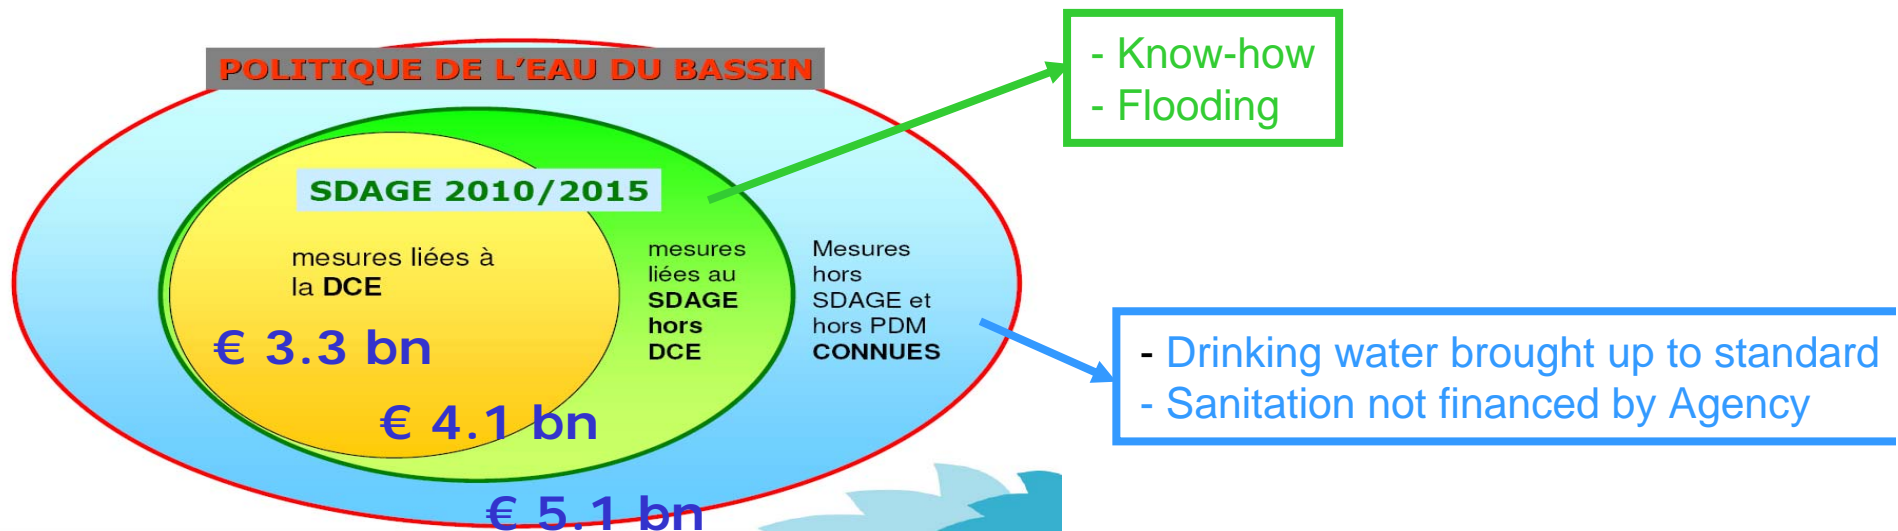 POLITIQUE DE L'EAU DU BASSIN
- Know-how
- Flooding
SDAGE 2010/2015
mesures liées à
la DCE
mesures
liées au
SDAGE
hors
DCE
Mesures
hors
SDAGE et
hors PDM
CONNUES
€ 3.3 bn
€ 4.1 bn
€ 5.1 bn
- Drinking water brought up to standard
- Sanitation not financed by Agency